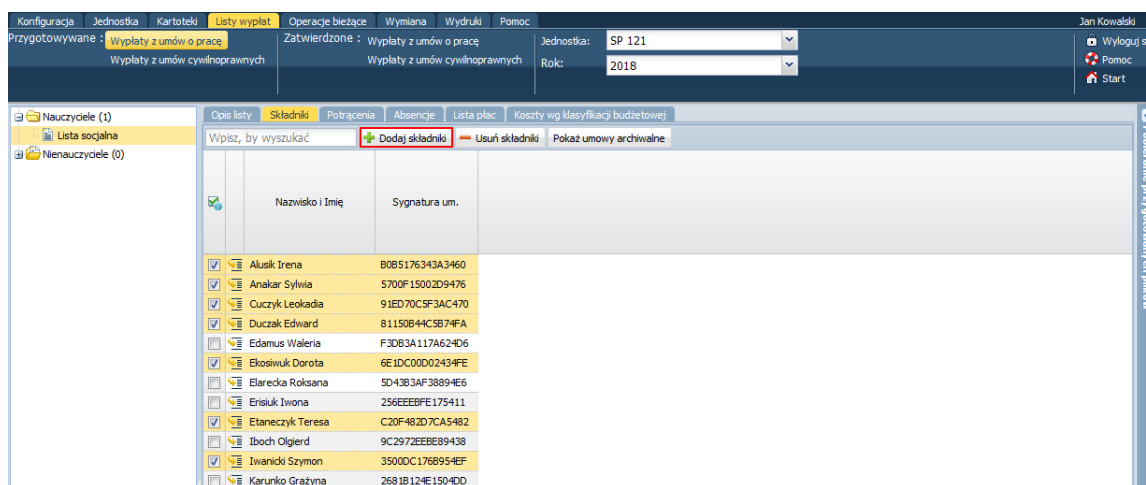 Konfiguracja Jednostka Kartoteki Listy wypłat Operacje bieżące Wymiana Wydruki Pomoc Jan Kowalski
Przygotowywane : Wypłaty z umów o pracę Zatwierdzone : Wypłaty z umów o pracę Jednostka: SP 121 Wyloguj s
Wypłaty z umów cywilnoprawnych Wypłaty z umów cywilnoprawnych Rok: 2018 Pomoc
Start
Nauczyciele (1) Opis listy Składniki Potrącenia Absencje Lista płac Koszty wg klasyfikacji budżetowej
Lista socjalna Wpisz, by wyszukać Dodaj składniki Usuń składniki Pokaż umowy archiwalne
Nienauczyciele (0)
Nazwisko i Imię Sygnatura um.
Alusik Irena B0B5176343A3460
Anakar Sylwia 5700F15002D9476
Cuczyk Leokadia 91ED70C5F3AC470
Duczak Edward 81150B44C5B74FA
Edamus Waleria F3DB3A117A624D6
Ekosiwuk Dorota 6E1DC00D02434FE
Elarecka Roksana 5D43B3AF38894E6
Erisiuk Iwona 256EEEBFE175411
Etaneczyk Teresa C20F482D7CA5482
Iboch Olgierd 9C2972EEBE89438
Iwanicki Szymon 3500DC176B954EF
Karunko Grażyna 2681B124E1504DD
przygotowanych plików